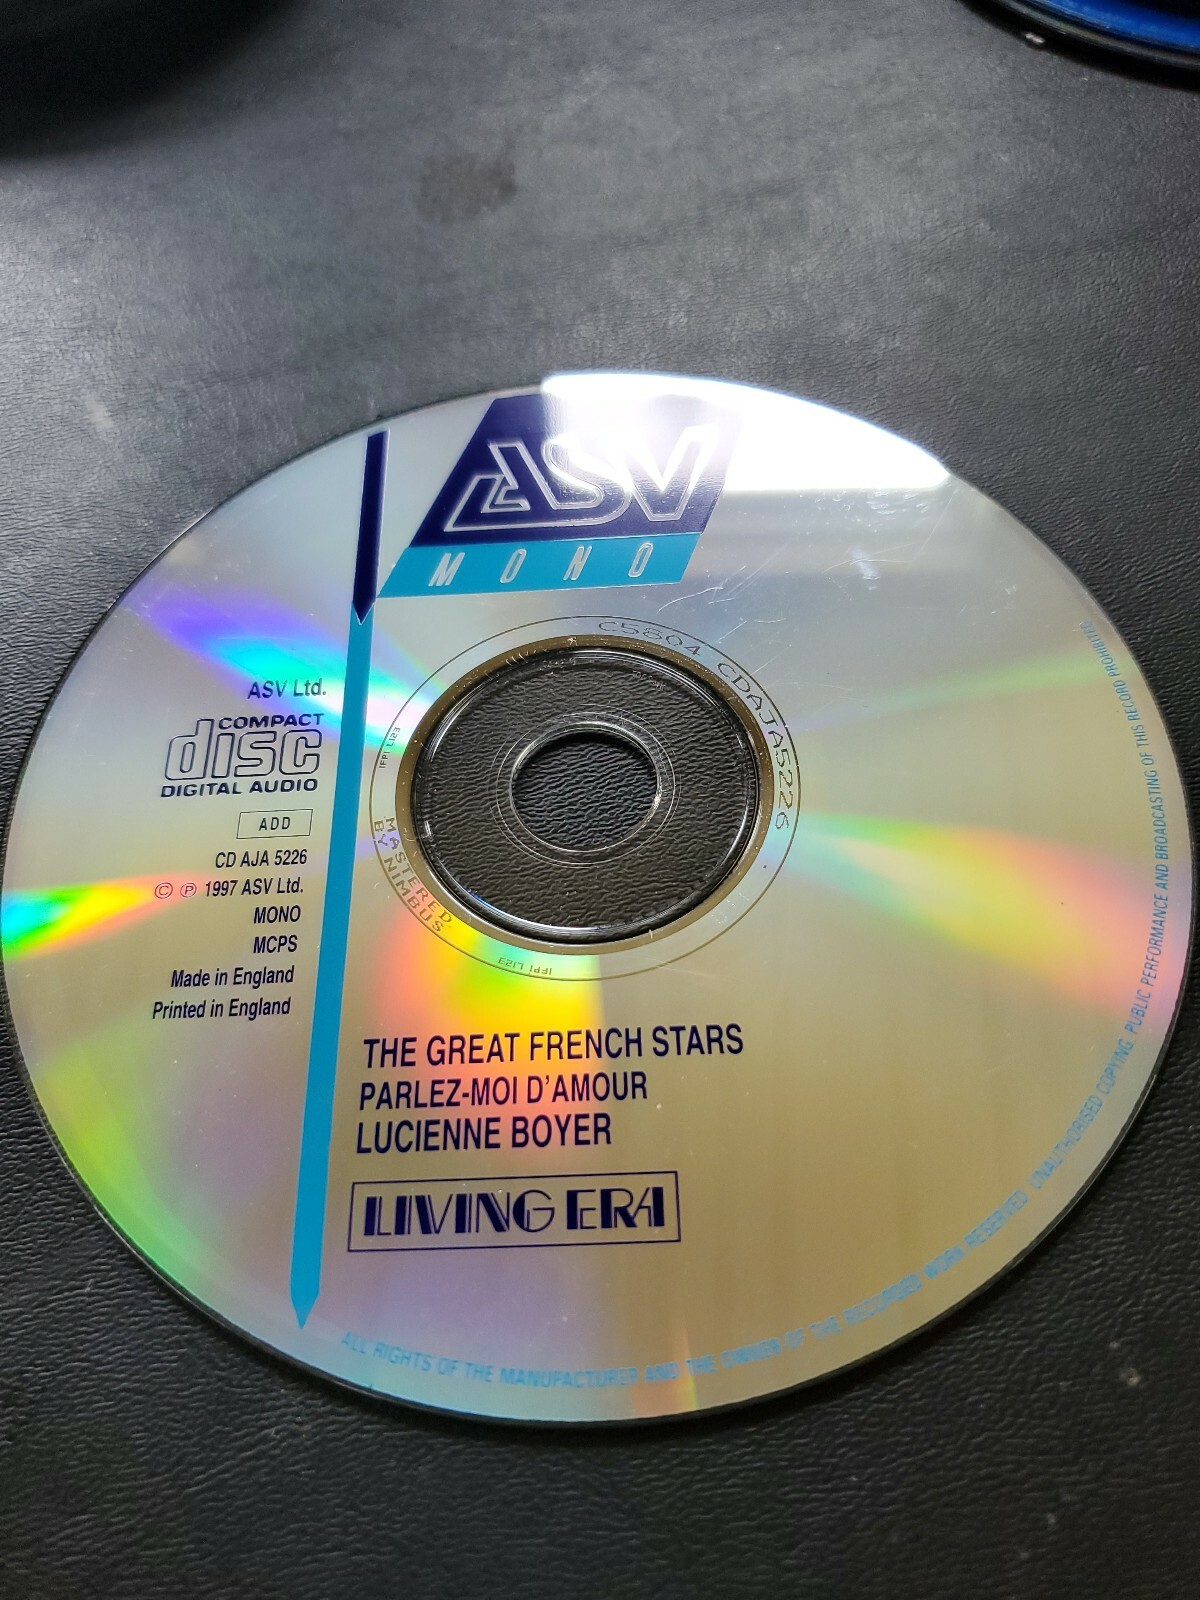 ASV
MONO
ASV Ltd.
COMPACT
disc
DIGITAL AUDIO
ADD
CD AJA 5226
© ℗ 1997 ASV Ltd.
MONO
MCPS
Made in England
Printed in England
C5804 CDAJA5226
IFPI L123
MASTERED
BY NIMBUS
IFPI L123
THE GREAT FRENCH STARS
PARLEZ-MOI D'AMOUR
LUCIENNE BOYER
LIVING ERA
ALL RIGHTS OF THE MANUFACTURER AND THE OWNER OF THE RECORDED WORK RESERVED UNAUTHORISED COPYING PUBLIC PERFORMANCE AND BROADCASTING OF THIS RECORD PROHIBITED